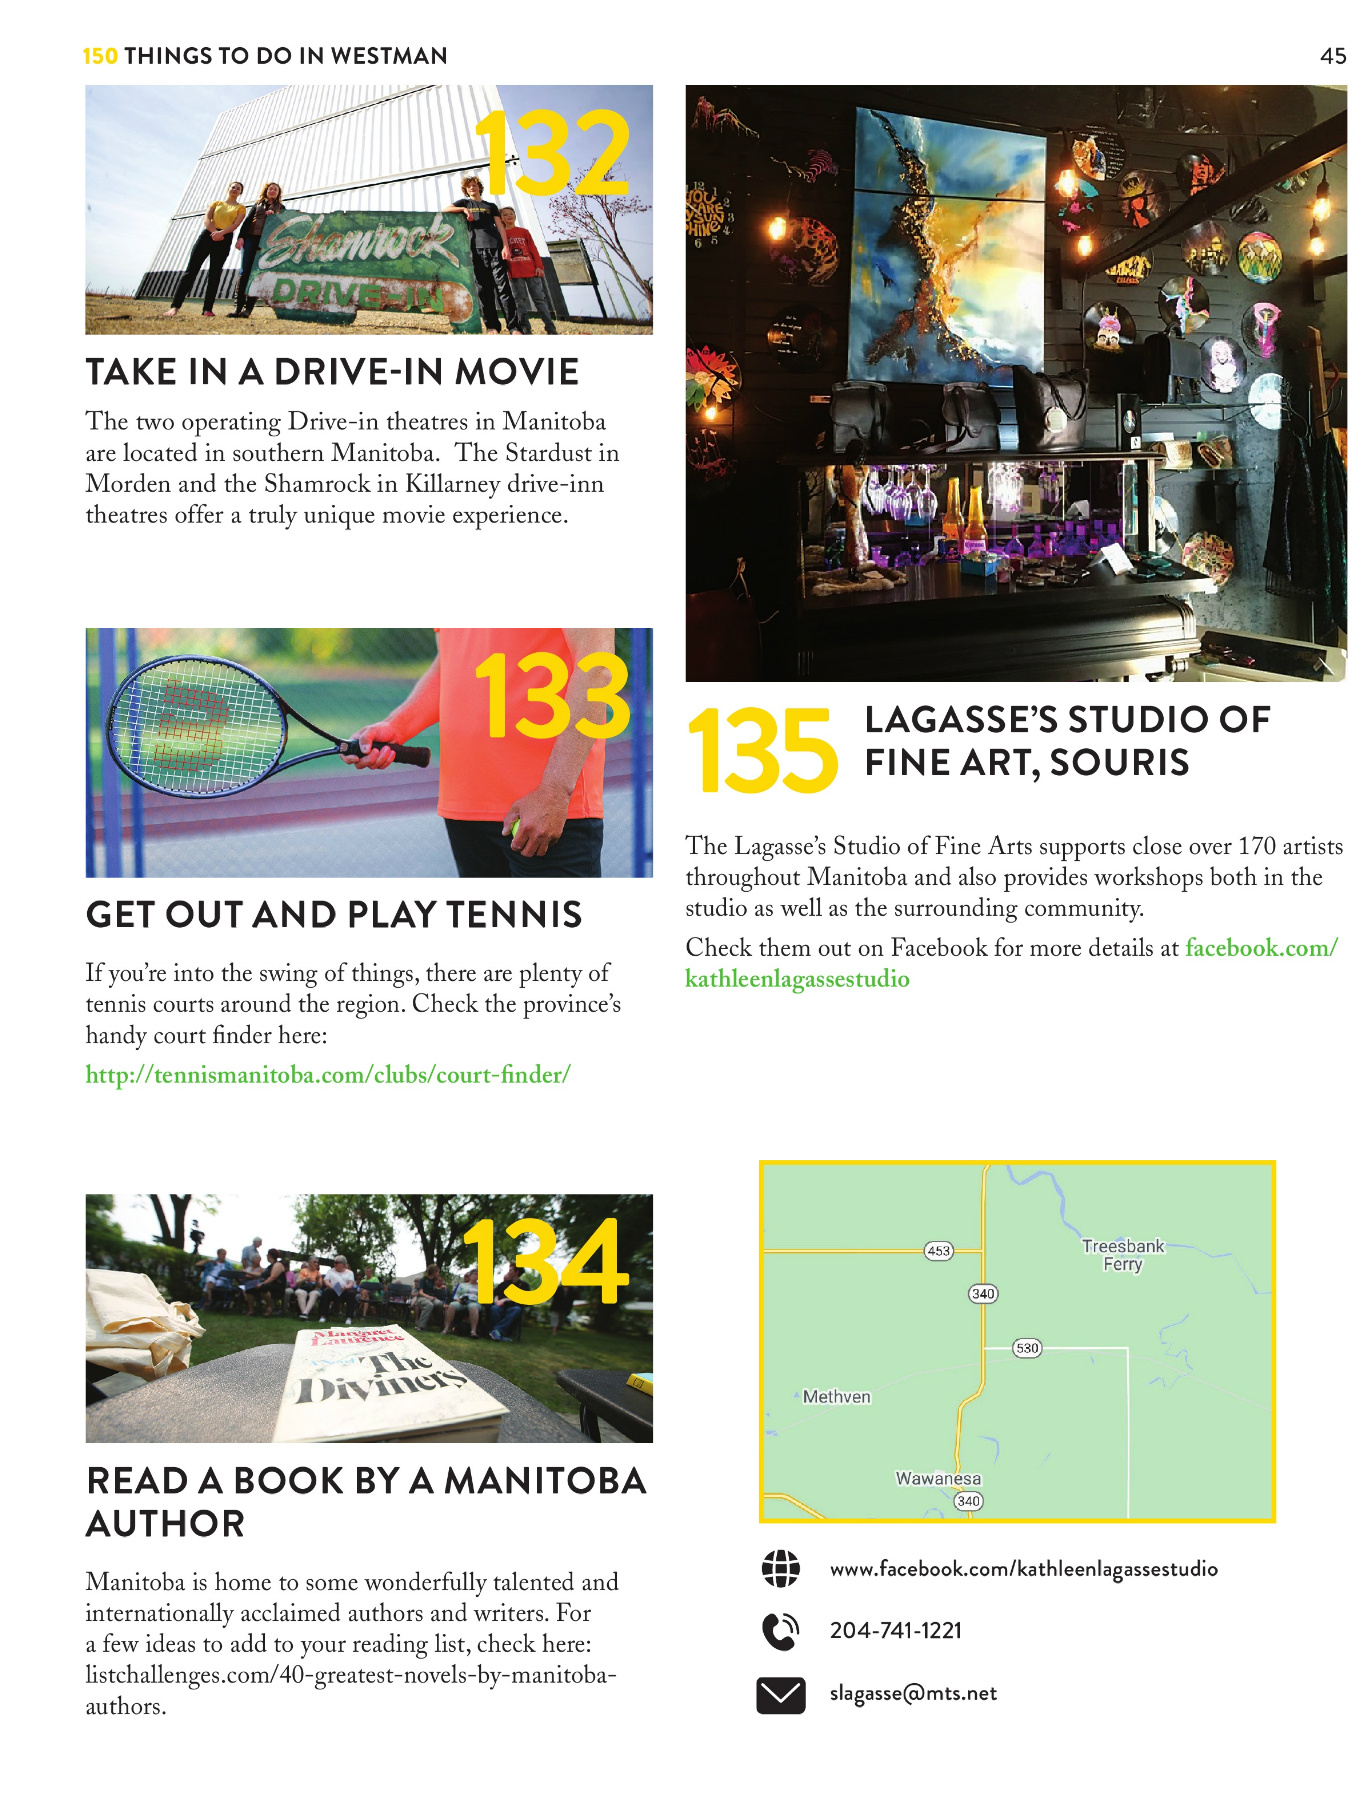 150 THINGS TO DO IN WESTMAN
45
132
Shamrock
DRIVE-IN
TAKE IN A DRIVE-IN MOVIE
The two operating Drive-in theatres in Manitoba
are located in southern Manitoba.  The Stardust in
Morden and the Shamrock in Killarney drive-inn
theatres offer a truly unique movie experience.
133
GET OUT AND PLAY TENNIS
If you’re into the swing of things, there are plenty of
tennis courts around the region. Check the province’s
handy court finder here:
http://tennismanitoba.com/clubs/court-finder/
134
Margaret
Laurence
The
Diviners
READ A BOOK BY A MANITOBA
AUTHOR
Manitoba is home to some wonderfully talented and
internationally acclaimed authors and writers. For
a few ideas to add to your reading list, check here:
listchallenges.com/40-greatest-novels-by-manitoba-
authors.
YOU
ARE
SUN
SHINE
135
LAGASSE’S STUDIO OF
FINE ART, SOURIS
The Lagasse’s Studio of Fine Arts supports close over 170 artists
throughout Manitoba and also provides workshops both in the
studio as well as the surrounding community.
Check them out on Facebook for more details at facebook.com/
kathleenlagassestudio
453
Treesbank
Ferry
340
530
Methven
Wawanesa
340
www.facebook.com/kathleenlagassestudio
204-741-1221
slagasse@mts.net